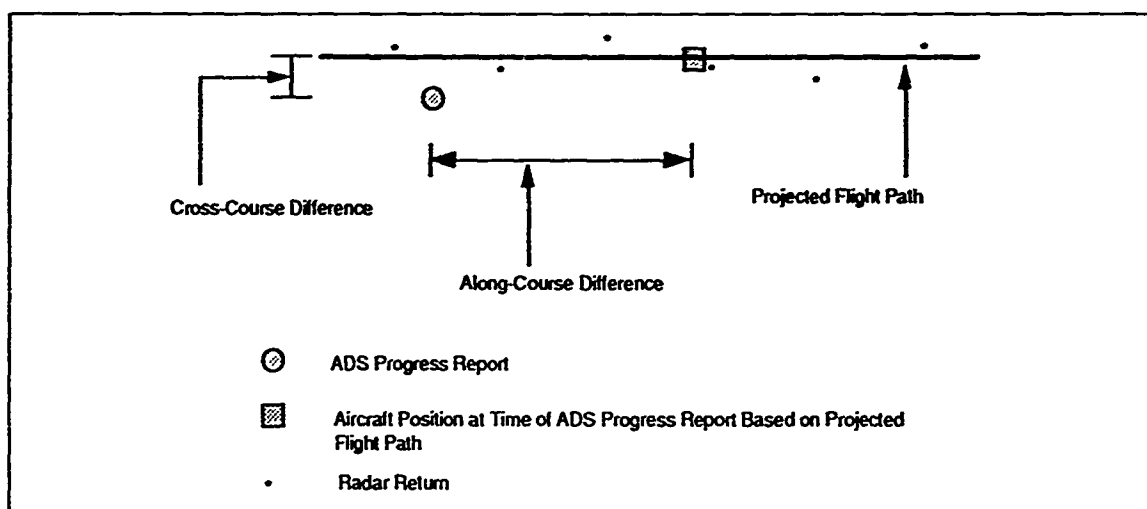 Cross-Course Difference
Projected Flight Path
Along-Course Difference
ADS Progress Report
Aircraft Position at Time of ADS Progress Report Based on Projected
Flight Path
Radar Return